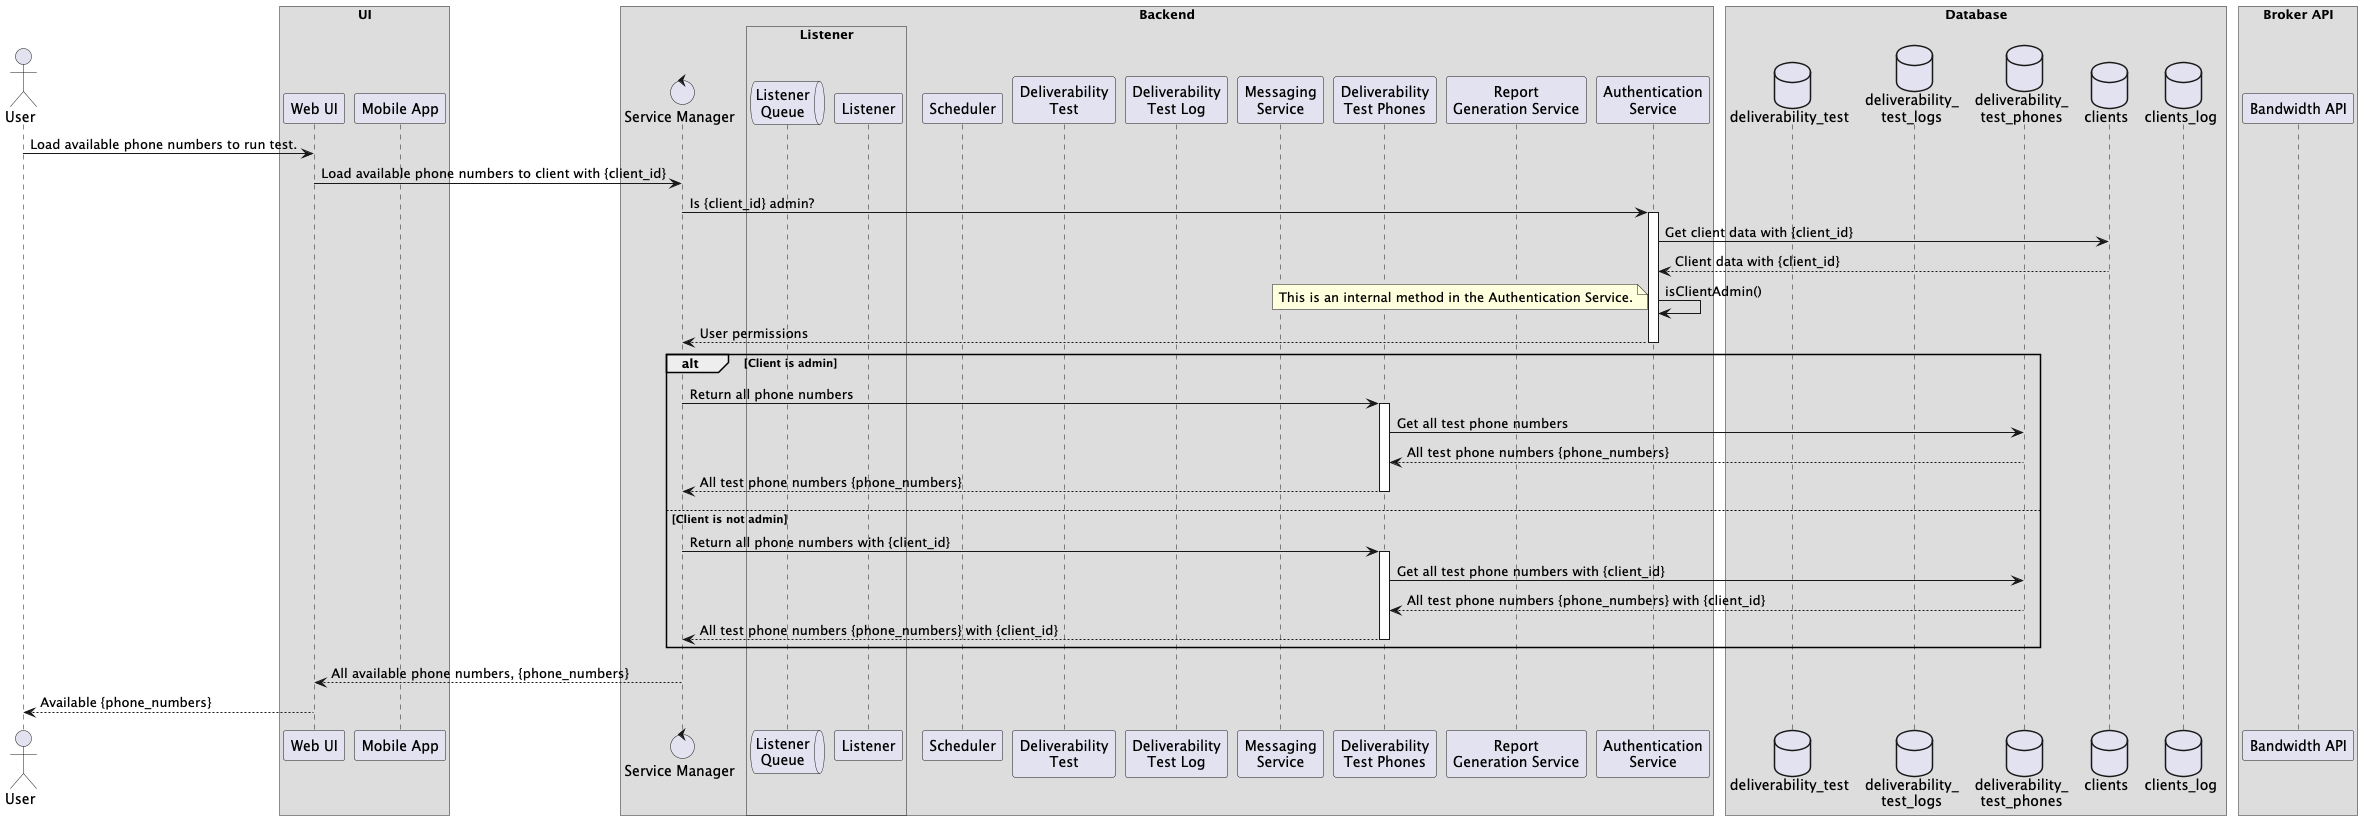 UI
Backend
Database
Broker API
Listener
User
Web UI
Mobile App
Service Manager
Listener
Queue
Listener
Scheduler
Deliverability
Test
Deliverability
Test Log
Messaging
Service
Deliverability
Test Phones
Report
Generation Service
Authentication
Service
deliverability_test
deliverability_
test_logs
deliverability_
test_phones
clients
clients_log
Bandwidth API
Load available phone numbers to run test.
Load available phone numbers to client with {client_id}
Is {client_id} admin?
Get client data with {client_id}
Client data with {client_id}
This is an internal method in the Authentication Service.
isClientAdmin()
User permissions
alt
[Client is admin]
Return all phone numbers
Get all test phone numbers
All test phone numbers {phone_numbers}
All test phone numbers {phone_numbers}
[Client is not admin]
Return all phone numbers with {client_id}
Get all test phone numbers with {client_id}
All test phone numbers {phone_numbers} with {client_id}
All test phone numbers {phone_numbers} with {client_id}
All available phone numbers, {phone_numbers}
Available {phone_numbers}
User
Web UI
Mobile App
Service Manager
Listener
Queue
Listener
Scheduler
Deliverability
Test
Deliverability
Test Log
Messaging
Service
Deliverability
Test Phones
Report
Generation Service
Authentication
Service
deliverability_test
deliverability_
test_logs
deliverability_
test_phones
clients
clients_log
Bandwidth API